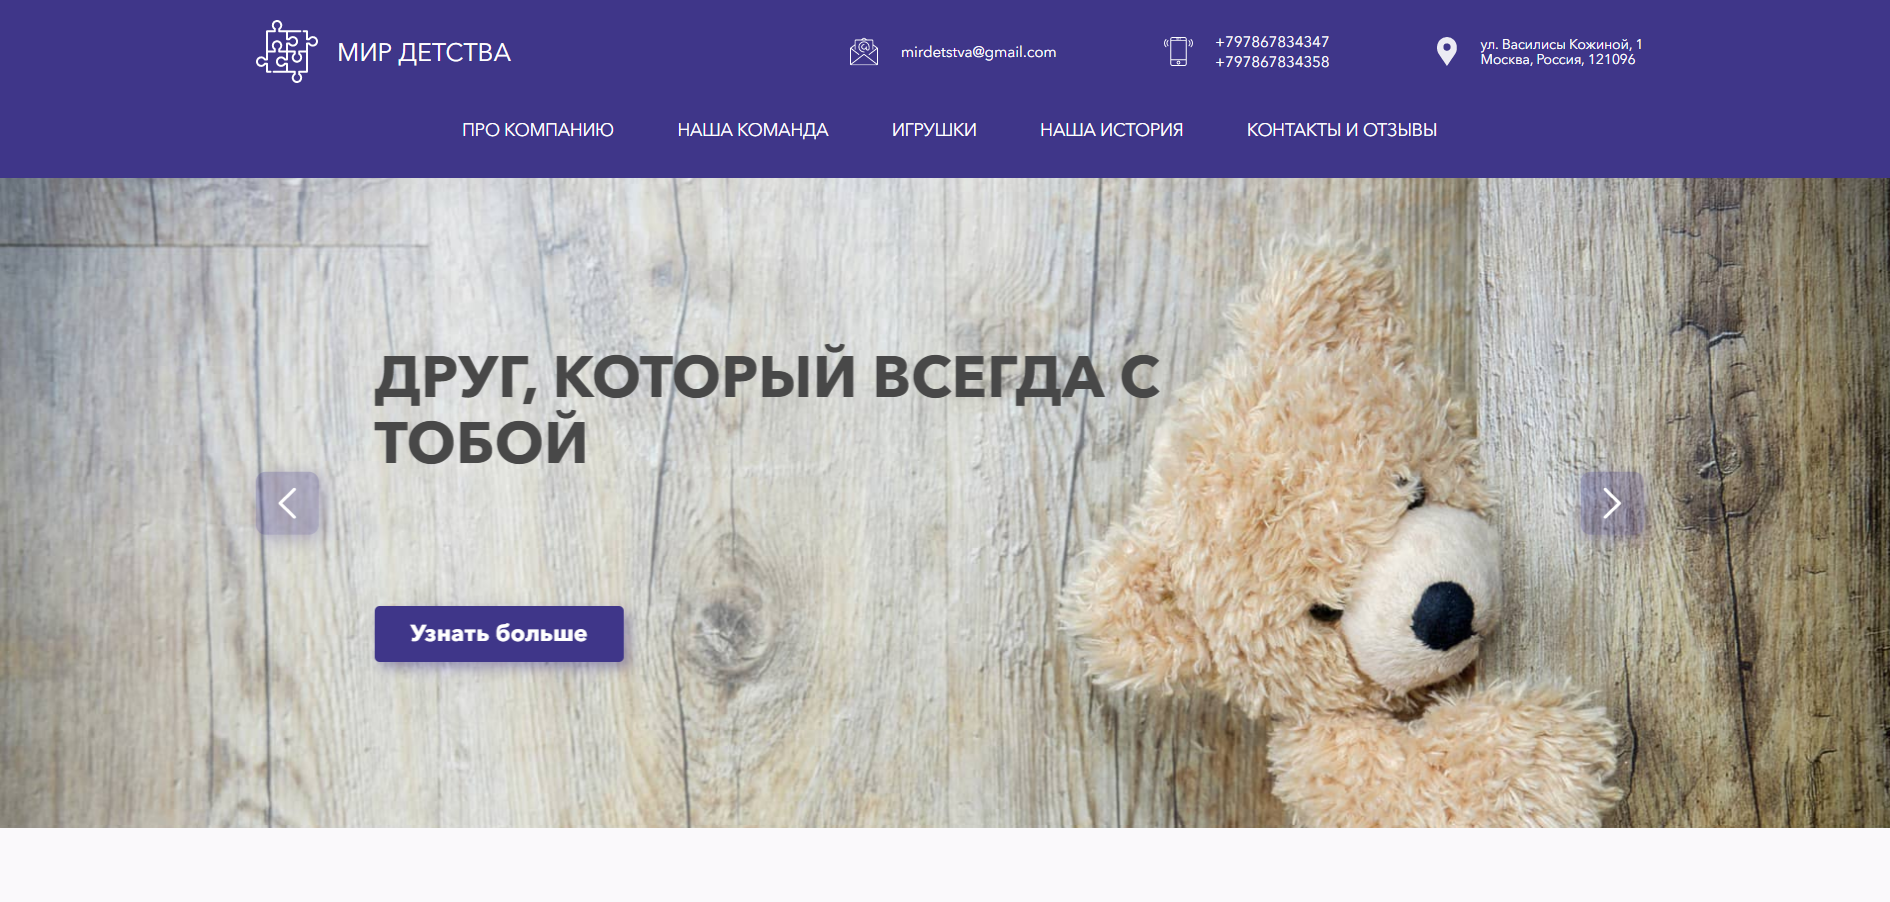 МИР ДЕТСТВА
mirdetstva@gmail.com
+797867834347
+797867834358
ул. Василисы Кожиной, 1
Москва, Россия, 121096
ПРО КОМПАНИЮ
НАША КОМАНДА
ИГРУШКИ
НАША ИСТОРИЯ
КОНТАКТЫ И ОТЗЫВЫ
ДРУГ, КОТОРЫЙ ВСЕГДА С
ТОБОЙ
Узнать больше